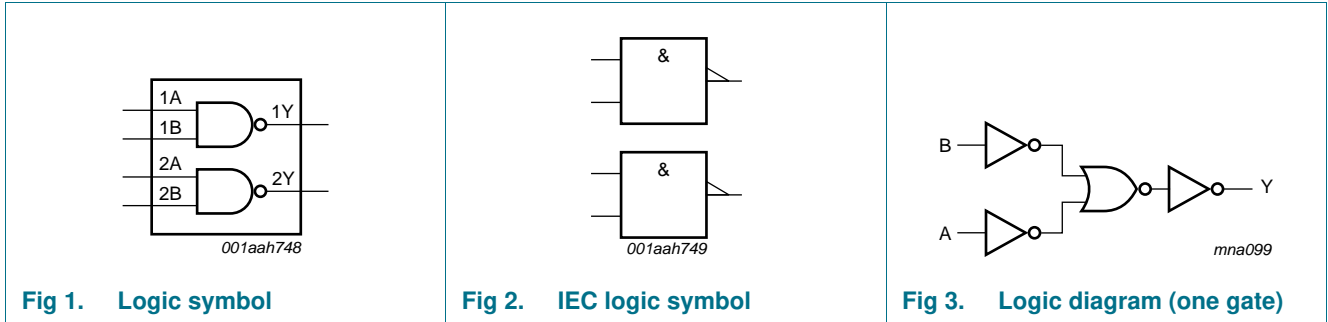 1A
1B
1Y
2A
2B
2Y
001aah748
Fig 1. Logic symbol
&
&
001aah749
Fig 2. IEC logic symbol
B
A
Y
mna099
Fig 3. Logic diagram (one gate)